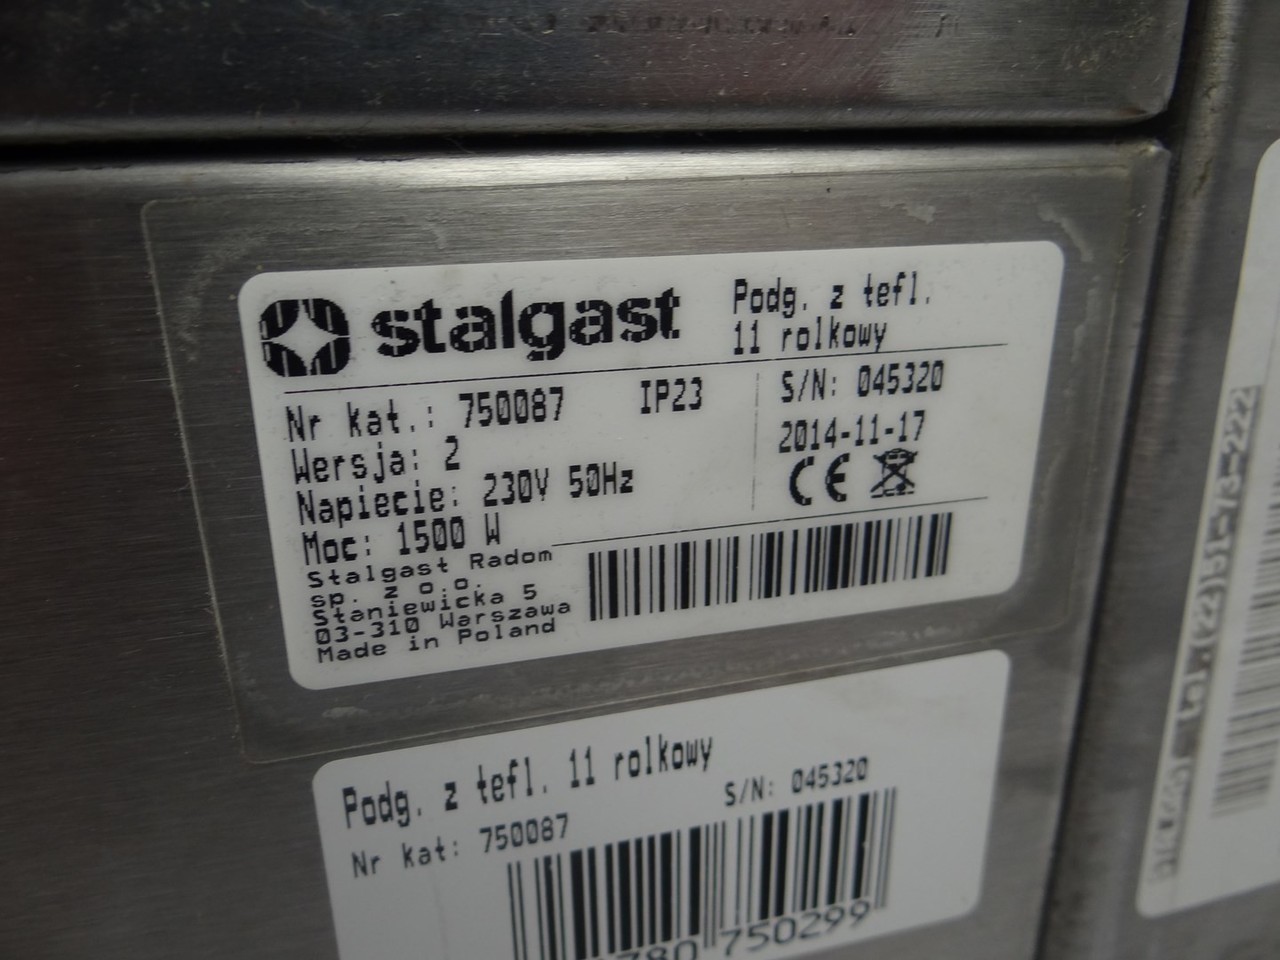 stalgast
Podg. z tefl.
11 rolkowy
Nr kat.: 750087 IP23
Wersja: 2
Napiecie: 230V 50Hz
Moc: 1500 W
S/N: 045320
2014-11-17
CE
Stalgast Radom
sp. z o.o.
Staniewicka 5
03-310 Warszawa
Made in Poland
Podg. z tefl. 11 rolkowy
Nr kat: 750087
S/N: 045320
780 750299